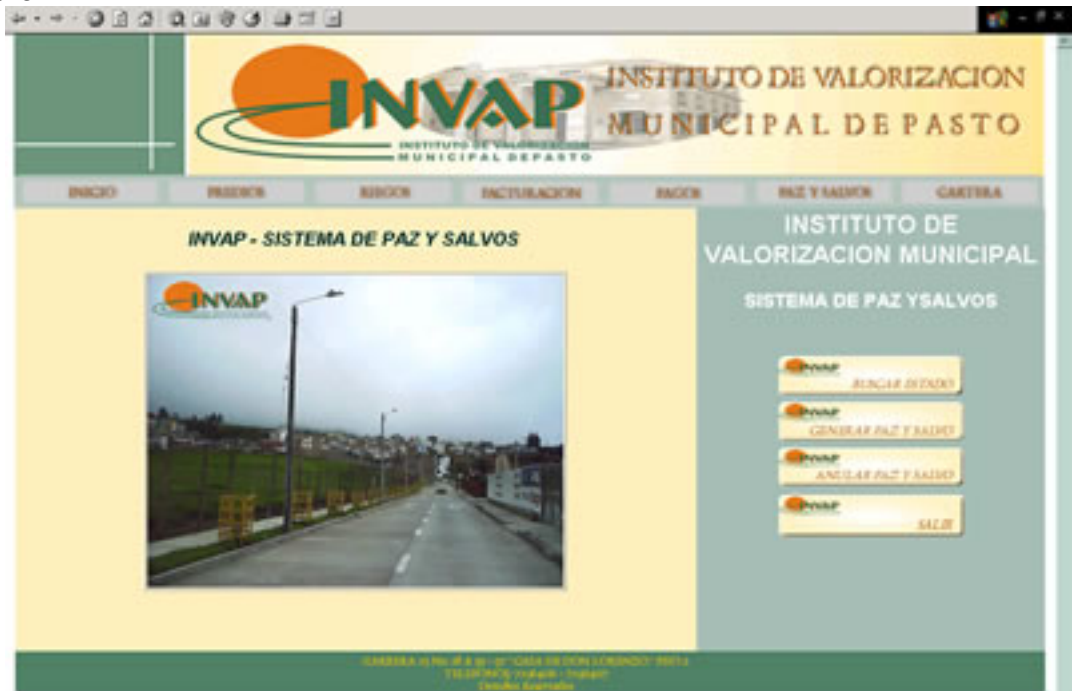 INVAP
INSTITUTO DE VALORIZACION
MUNICIPAL DE PASTO
INSTITUTO DE VALORIZACION
MUNICIPAL DE PASTO
INICIO PREDIOS RIEGOS FACTURACION PAGOS PAZ Y SALVOS CARTERA
INVAP - SISTEMA DE PAZ Y SALVOS
INVAP
INSTITUTO DE
VALORIZACION MUNICIPAL
SISTEMA DE PAZ YSALVOS
INVAP
BUSCAR ESTADO
INVAP
GENERAR PAZ Y SALVO
INVAP
ANULAR PAZ Y SALVO
INVAP
SALIR